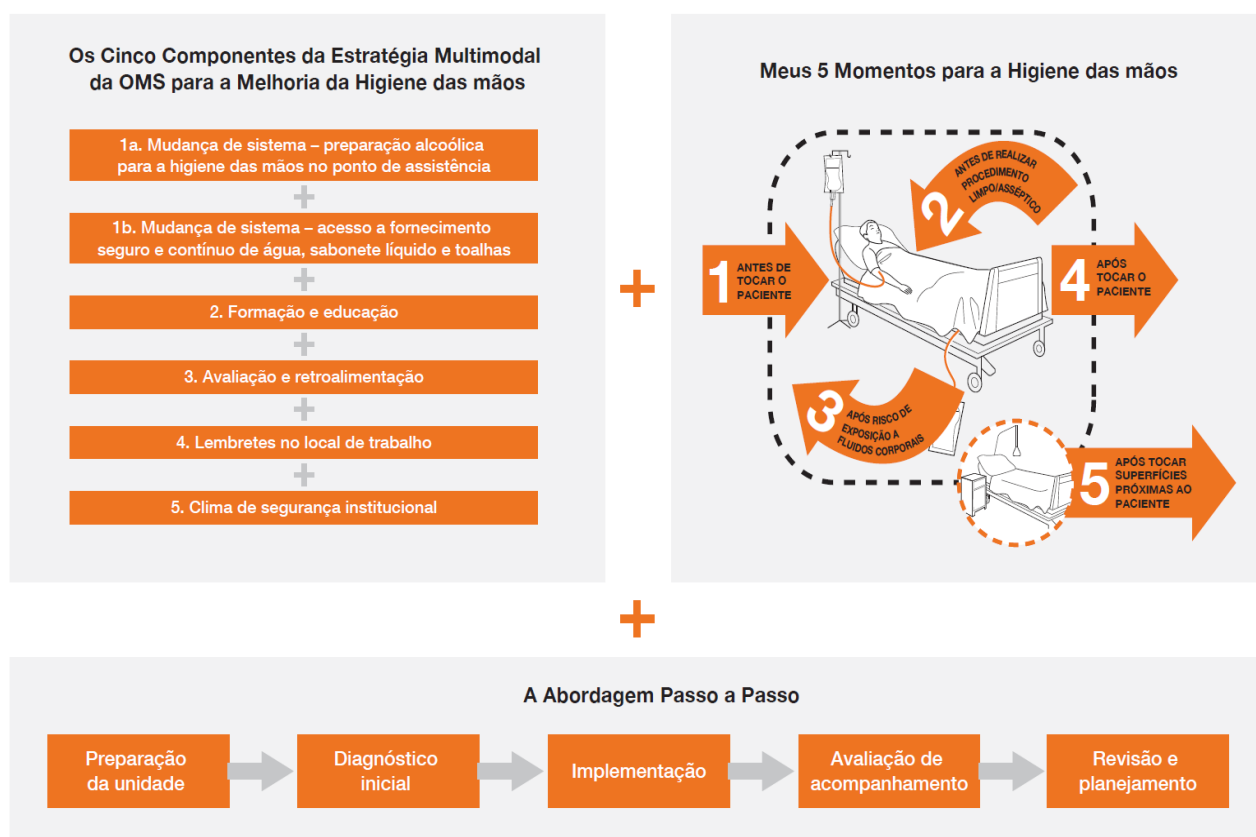 Os Cinco Componentes da Estratégia Multimodal
da OMS para a Melhoria da Higiene das mãos
1a. Mudança de sistema – preparação alcoólica
para a higiene das mãos no ponto de assistência
+
1b. Mudança de sistema – acesso a fornecimento
seguro e contínuo de água, sabonete líquido e toalhas
+
2. Formação e educação
+
3. Avaliação e retroalimentação
+
4. Lembretes no local de trabalho
+
5. Clima de segurança institucional
+
Meus 5 Momentos para a Higiene das mãos
1
ANTES DE
TOCAR O
PACIENTE
2
ANTES DE REALIZAR
PROCEDIMENTO
LIMPO/ASSÉPTICO
3
APÓS RISCO DE
EXPOSIÇÃO A
FLUIDOS CORPORAIS
4
APÓS
TOCAR O
PACIENTE
5
APÓS TOCAR
SUPERFÍCIES
PRÓXIMAS AO
PACIENTE
+
A Abordagem Passo a Passo
Preparação
da unidade
Diagnóstico
inicial
Implementação
Avaliação de
acompanhamento
Revisão e
planejamento